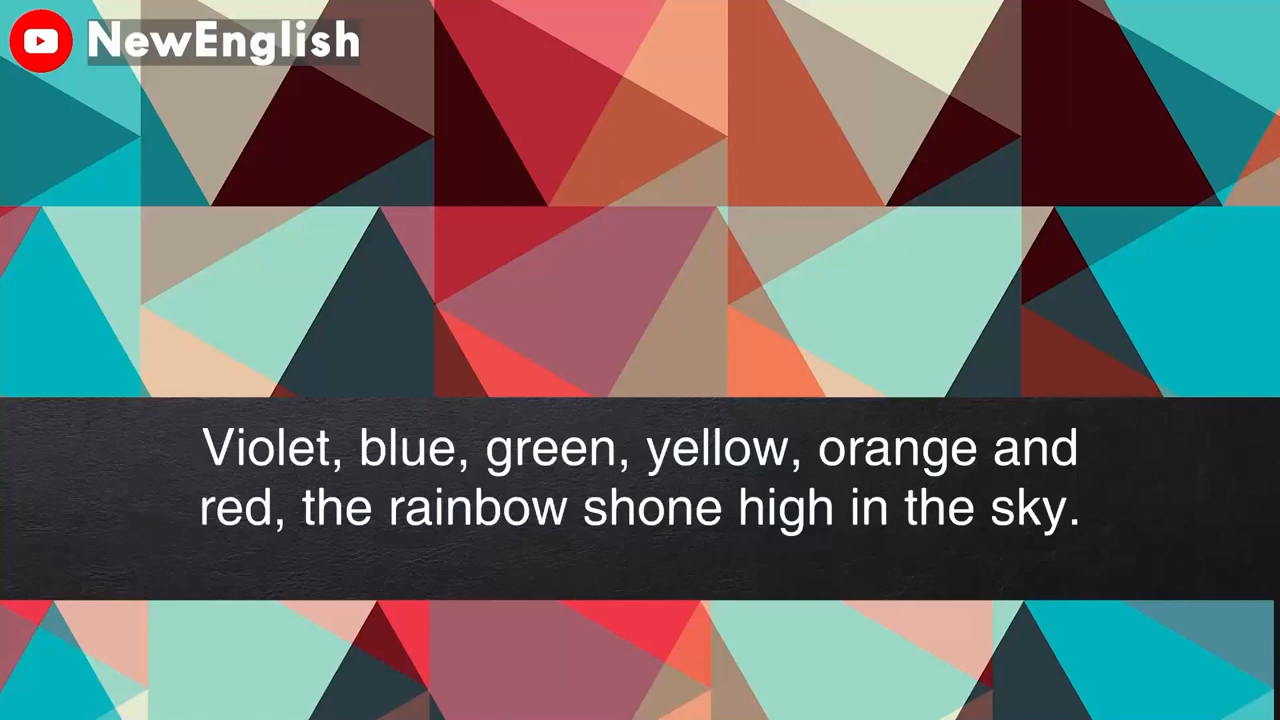 NewEnglish
Violet, blue, green, yellow, orange and
red, the rainbow shone high in the sky.